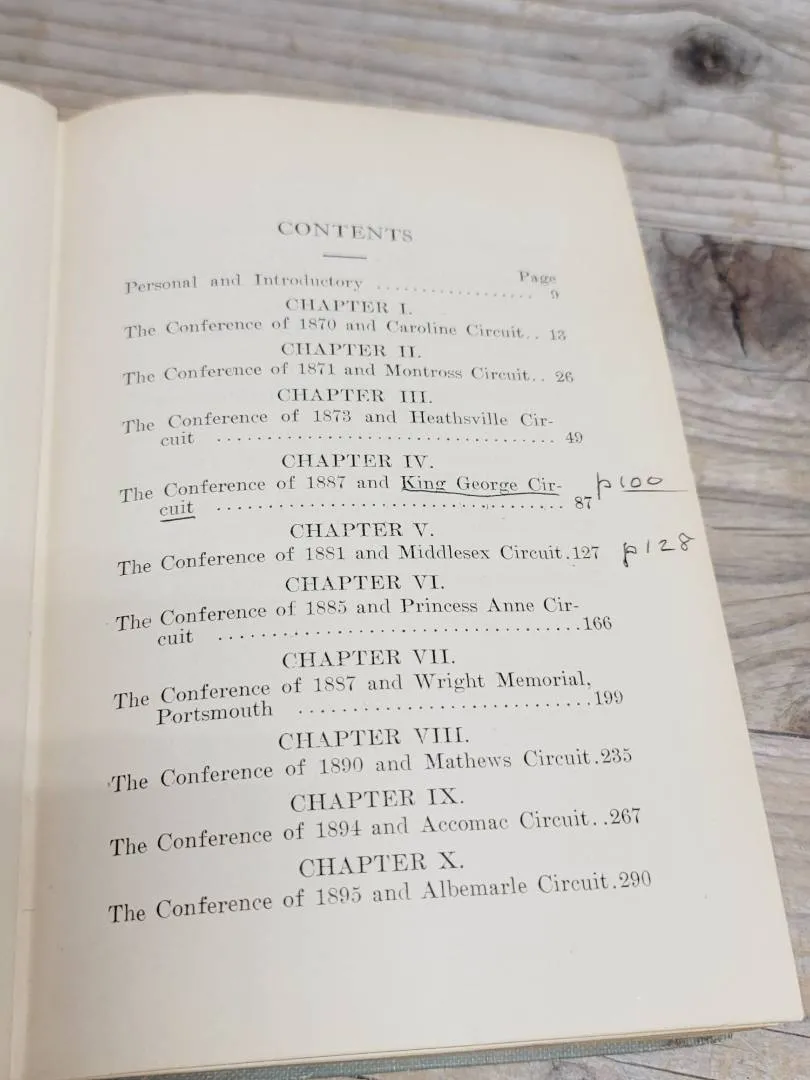 CONTENTS
Page
Personal and Introductory .................. 9
CHAPTER I.
The Conference of 1870 and Caroline Circuit.. 13
CHAPTER II.
The Conference of 1871 and Montross Circuit.. 26
CHAPTER III.
The Conference of 1873 and Heathsville Cir-
cuit .................................. 49
CHAPTER IV.
The Conference of 1887 and King George Cir- p100
cuit .................................. 87
CHAPTER V.
The Conference of 1881 and Middlesex Circuit.127 p128
CHAPTER VI.
The Conference of 1885 and Princess Anne Cir-
cuit ..................................166
CHAPTER VII.
The Conference of 1887 and Wright Memorial,
Portsmouth ...........................199
CHAPTER VIII.
The Conference of 1890 and Mathews Circuit.235
CHAPTER IX.
The Conference of 1894 and Accomac Circuit..267
CHAPTER X.
The Conference of 1895 and Albemarle Circuit.290